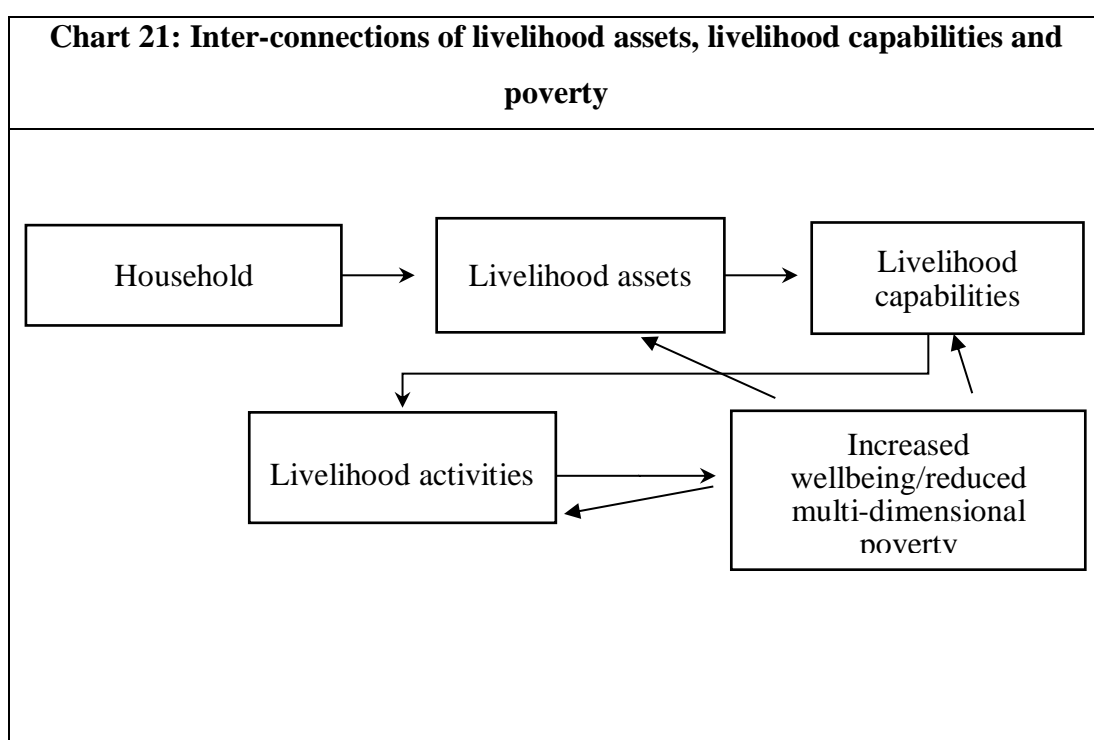 Chart 21: Inter-connections of livelihood assets, livelihood capabilities and
poverty
Household
Livelihood assets
Livelihood
capabilities
Livelihood activities
Increased
wellbeing/reduced
multi-dimensional
poverty